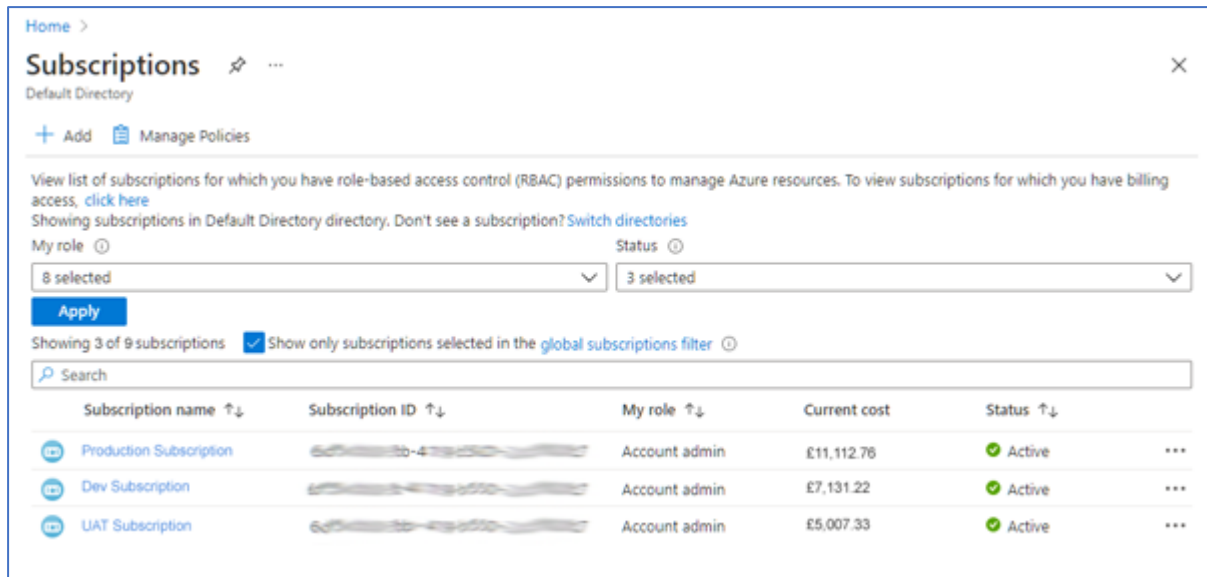 Home >
Subscriptions ...
Default Directory
+ Add Manage Policies
View list of subscriptions for which you have role-based access control (RBAC) permissions to manage Azure resources. To view subscriptions for which you have billing
access, click here
Showing subscriptions in Default Directory directory. Don't see a subscription? Switch directories
My role Status
8 selected 3 selected
Apply
Showing 3 of 9 subscriptions Show only subscriptions selected in the global subscriptions filter
Search
Subscription name ↑↓ Subscription ID ↑↓ My role ↑↓ Current cost Status ↑↓
Production Subscription Account admin £11,112.76 Active ...
Dev Subscription Account admin £7,131.22 Active ...
UAT Subscription Account admin £5,007.33 Active ...